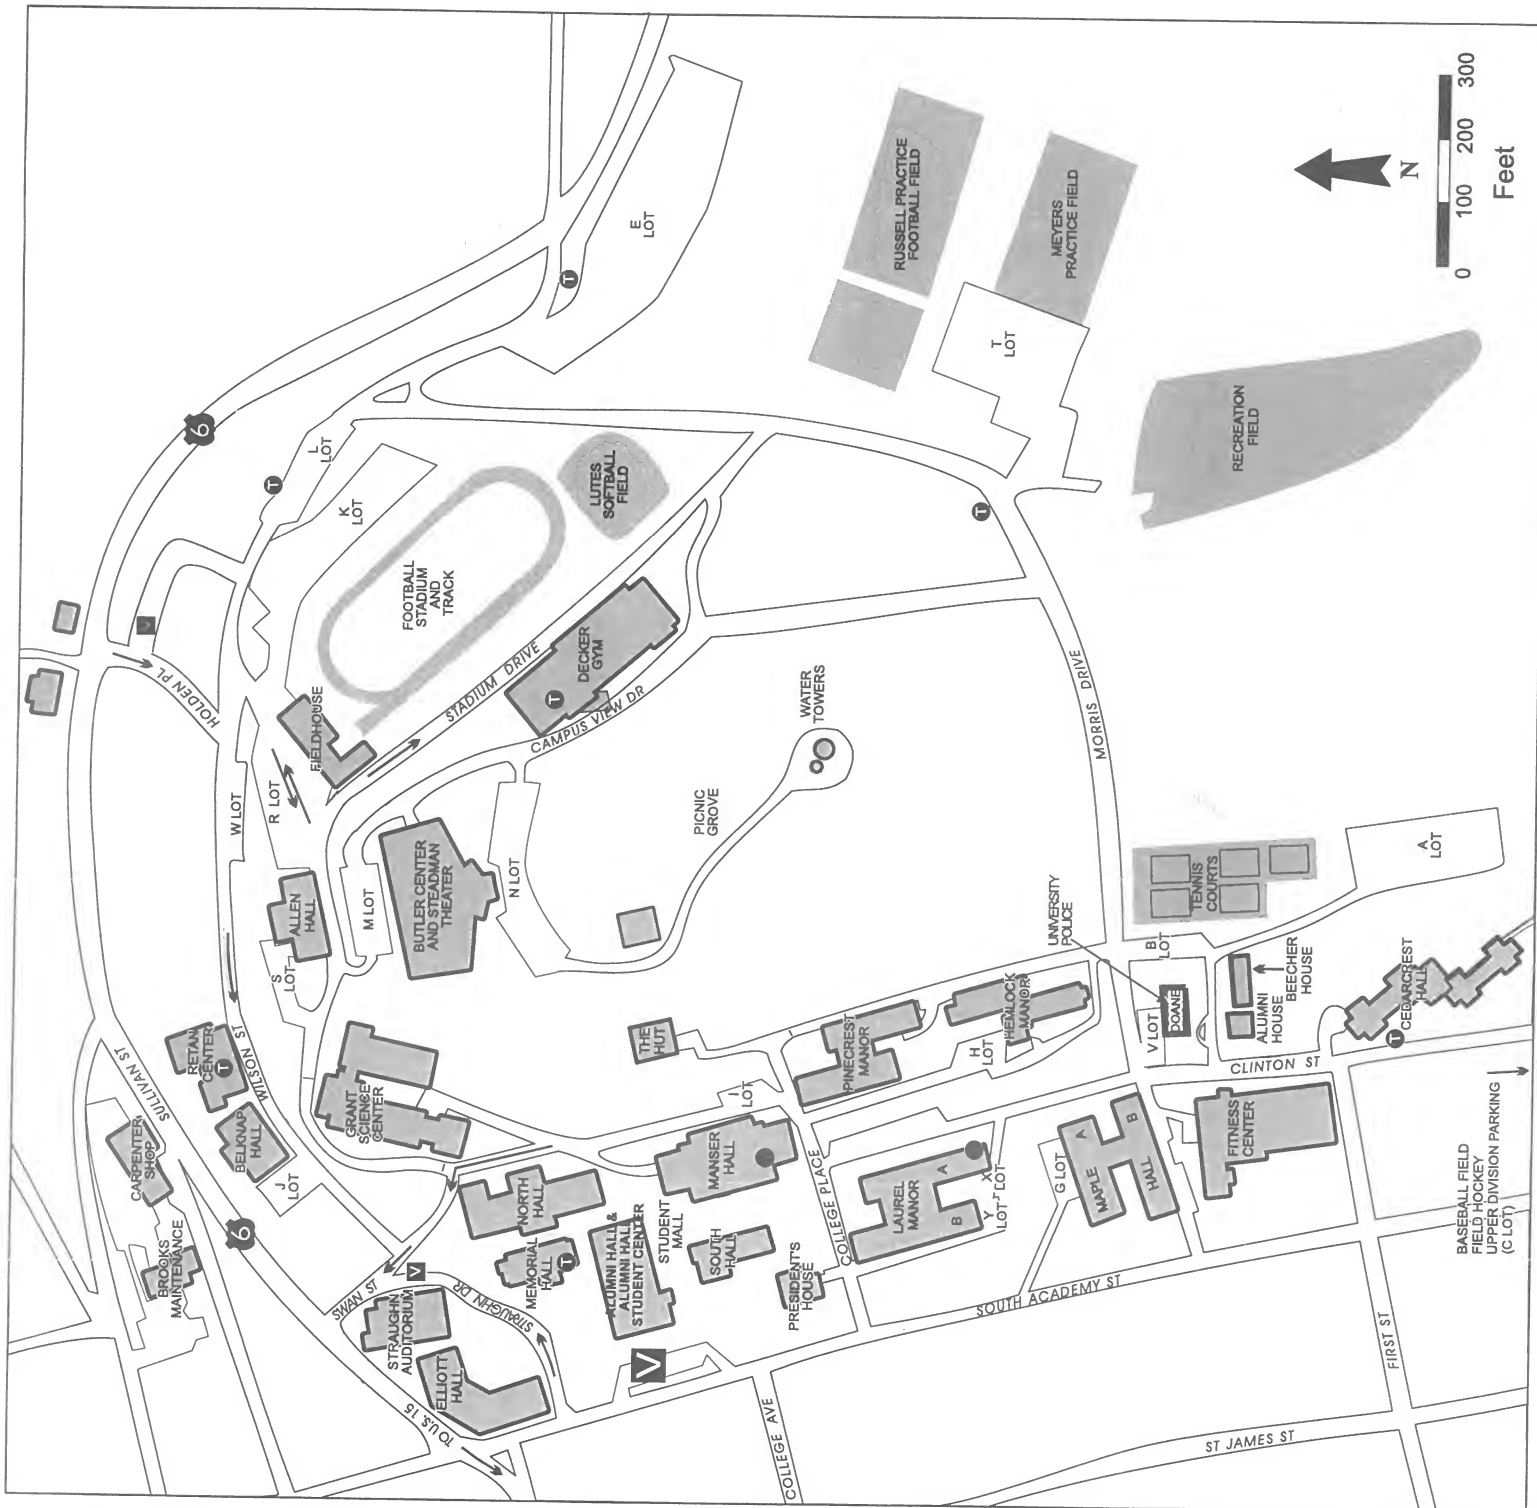 6
HOLDEN PL
W LOT
R LOT
FIELDHOUSE
L
LOT
K
LOT
E
LOT
FOOTBALL
STADIUM
AND
TRACK
LUTES
SOFTBALL
FIELD
STADIUM DRIVE
DECKER
GYM
T
CAMPUS VIEW DR
RUSSELL PRACTICE
FOOTBALL FIELD
MEYERS
PRACTICE FIELD
T
LOT
RECREATION
FIELD
N
0 100 200 300
Feet
CARPENTER
SHOP
SULLIVAN ST
RETAN
CENTER
T
WILSON ST
BELKNAP
HALL
J
LOT
BROOKS
MAINTENANCE
6
S
LOT
ALLEN
HALL
M LOT
BUTLER CENTER
AND STEADMAN
THEATER
N LOT
GRANT
SCIENCE
CENTER
PICNIC
GROVE
WATER
TOWERS
MORRIS DRIVE
THE
HUT
I
LOT
PINECREST
MANOR
HEMLOCK
MANOR
H
LOT
UNIVERSITY
POLICE
B
LOT
V LOT
DOANE
TENNIS
COURTS
A
LOT
ALUMNI
HOUSE
BEECHER
HOUSE
CEDARCREST
HALL
T
CLINTON ST
SWAN ST
V
STRAUGHN
AUDITORIUM
STRAUGHN DR
ELLIOTT
HALL
TO U.S. 15
NORTH
HALL
MEMORIAL
HALL
T
ALUMNI HALL &
ALUMNI HALL
STUDENT CENTER
STUDENT
MALL
V
MANSER
HALL
SOUTH
HALL
PRESIDENT'S
HOUSE
COLLEGE PLACE
COLLEGE AVE
LAUREL
MANOR
A
B
X
LOT
Y
LOT
G LOT
MAPLE
HALL
A
B
FITNESS
CENTER
SOUTH ACADEMY ST
FIRST ST
ST JAMES ST
BASEBALL FIELD
FIELD HOCKEY
UPPER DIVISION PARKING
(C LOT)
T
T
T